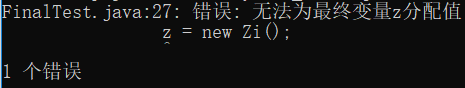 FinalTest.java:27: 错误: 无法为最终变量z分配值
z = new Zi();
^
1 个错误